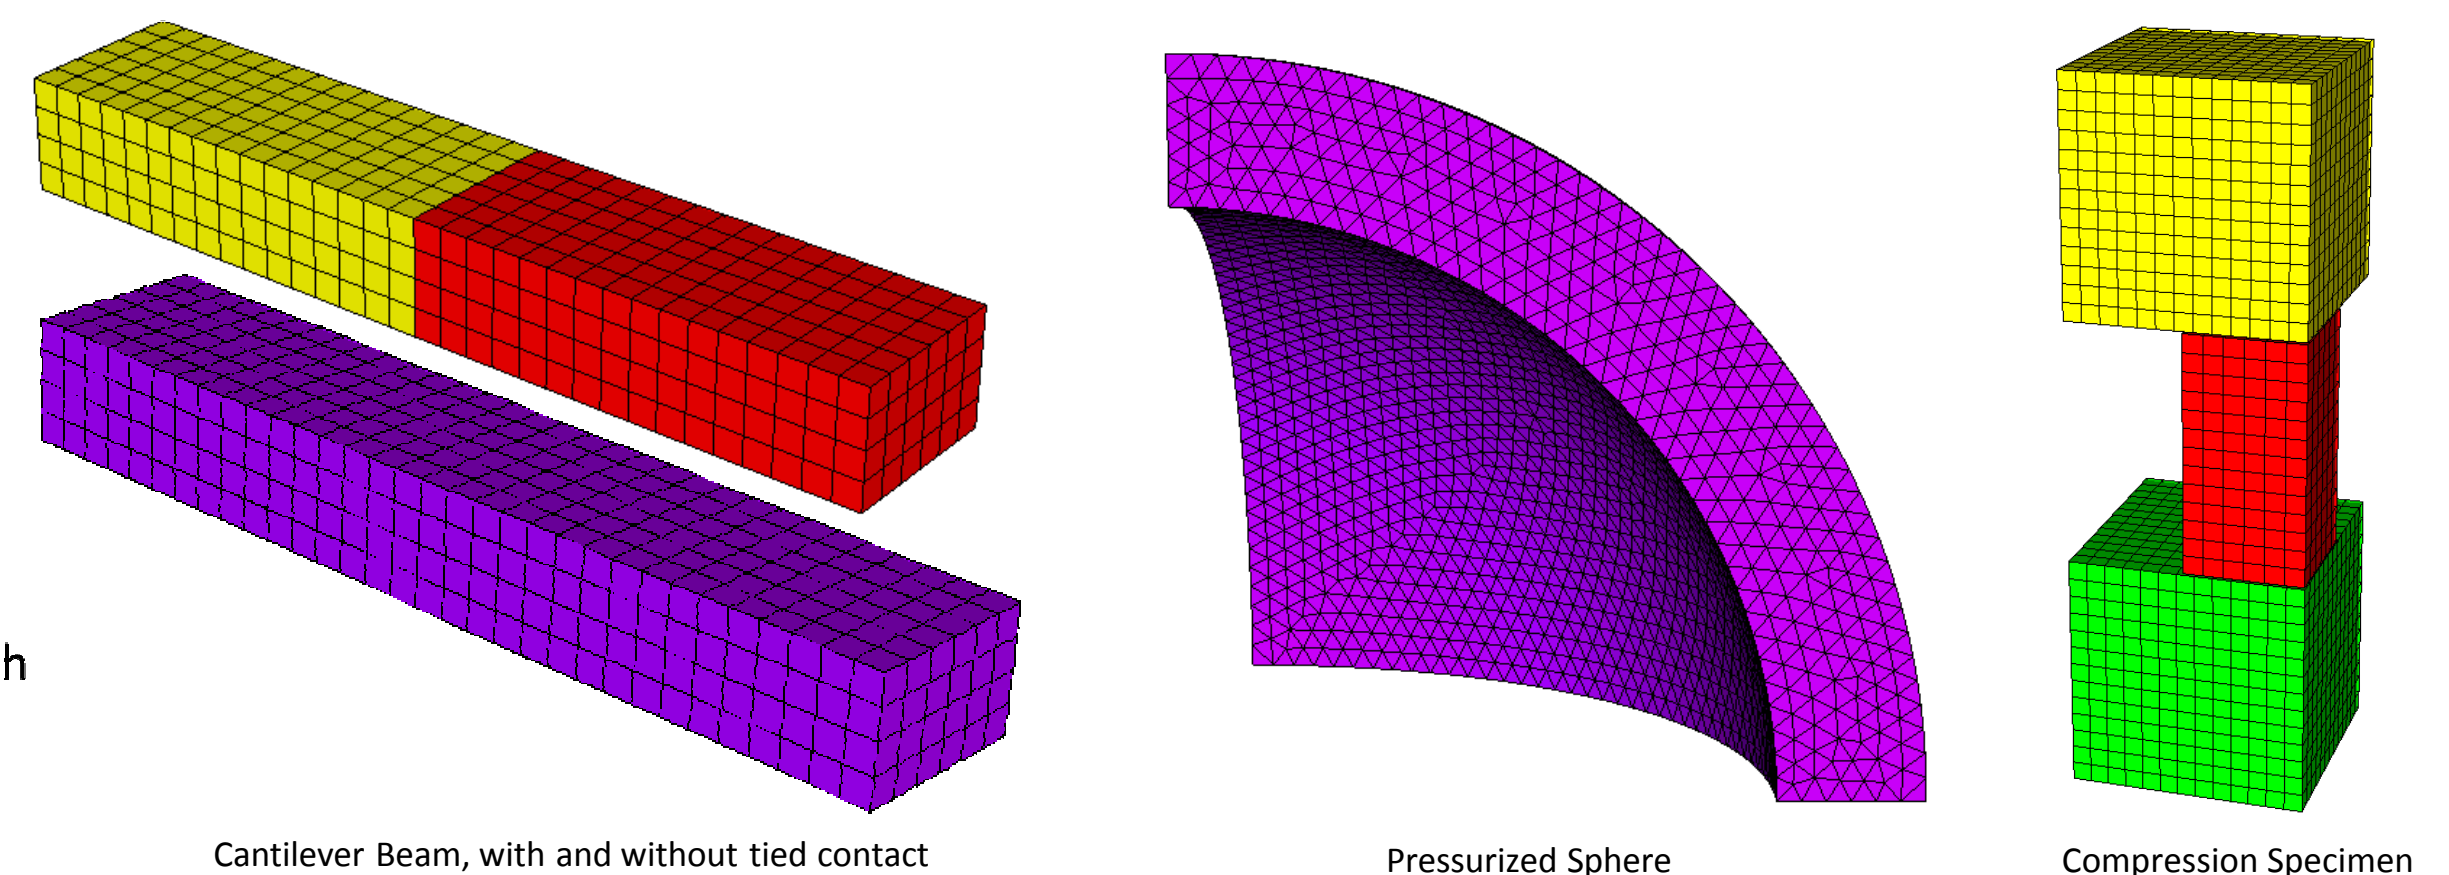 h
Cantilever Beam, with and without tied contact
Pressurized Sphere
Compression Specimen